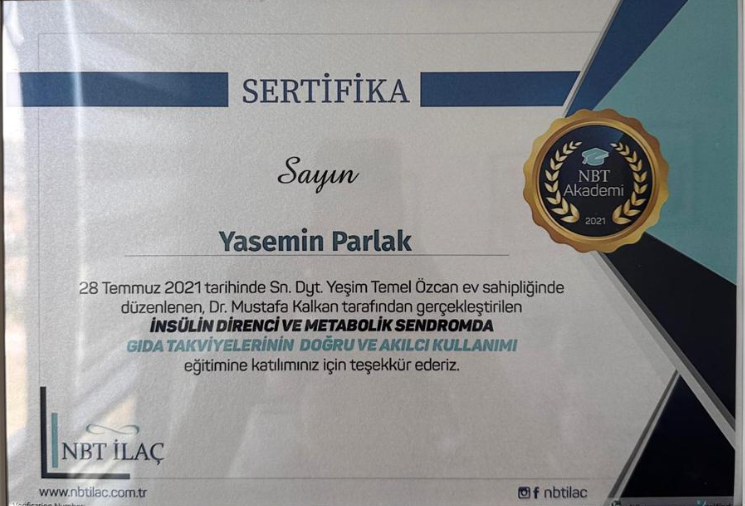 SERTİFİKA
Sayın
NBT
Akademi
2021
Yasemin Parlak
28 Temmuz 2021 tarihinde Sn. Dyt. Yeşim Temel Özcan ev sahipliğinde
düzenlenen, Dr. Mustafa Kalkan tarafından gerçekleştirilen
İNSÜLİN DİRENCİ VE METABOLİK SENDROMDA
GIDA TAKVİYELERİNİN DOĞRU VE AKILCI KULLANIMI
eğitimine katılımınız için teşekkür ederiz.
NBT İLAÇ
www.nbtilac.com.tr
nbtilac